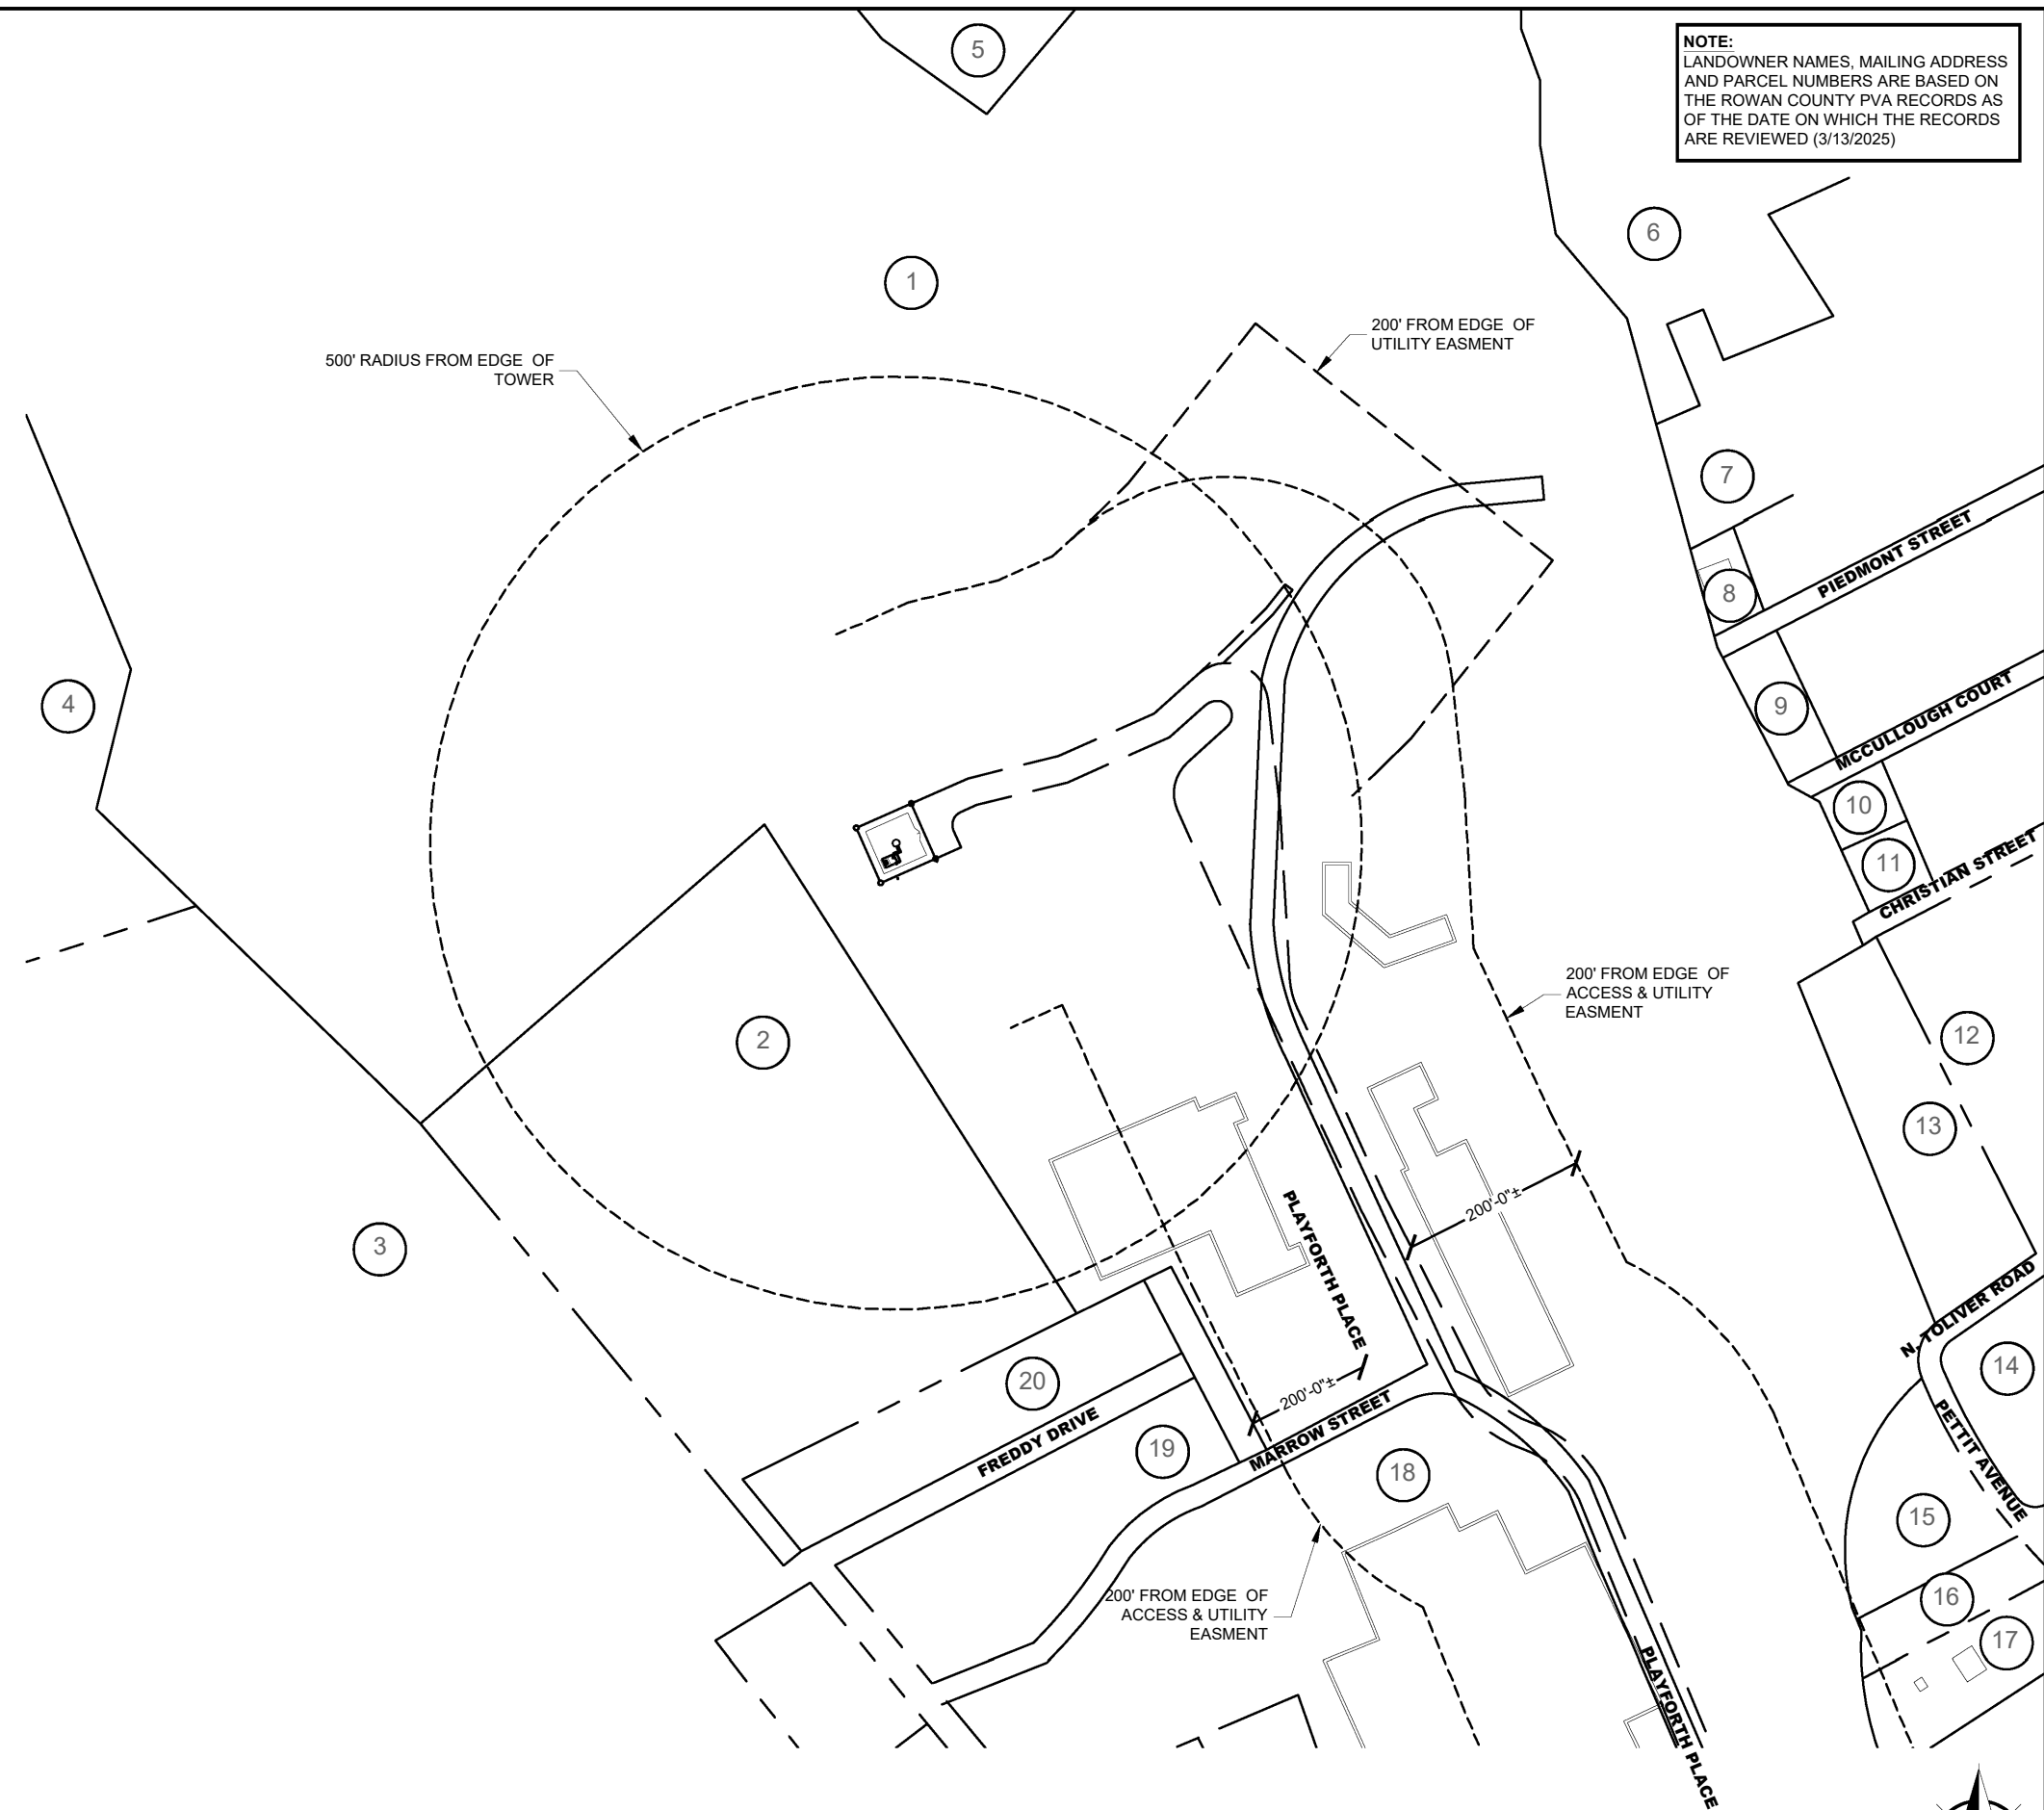 5
NOTE:
LANDOWNER NAMES, MAILING ADDRESS
AND PARCEL NUMBERS ARE BASED ON
THE ROWAN COUNTY PVA RECORDS AS
OF THE DATE ON WHICH THE RECORDS
ARE REVIEWED (3/13/2025)
6
1
200' FROM EDGE OF
UTILITY EASMENT
500' RADIUS FROM EDGE OF
TOWER
7
PIEDMONT STREET
8
4
9
MCCULLOUGH COURT
10
11
CHRISTIAN STREET
200' FROM EDGE OF
ACCESS & UTILITY
EASMENT
2
12
13
3
200'-0"±
PLAYFORTH PLACE
N. TOLIVER ROAD
14
20
200'-0"±
MARROW STREET
FREDDY DRIVE
19
18
PETTIT AVENUE
15
200' FROM EDGE OF
ACCESS & UTILITY
EASMENT
16
17
PLAYFORTH PLACE